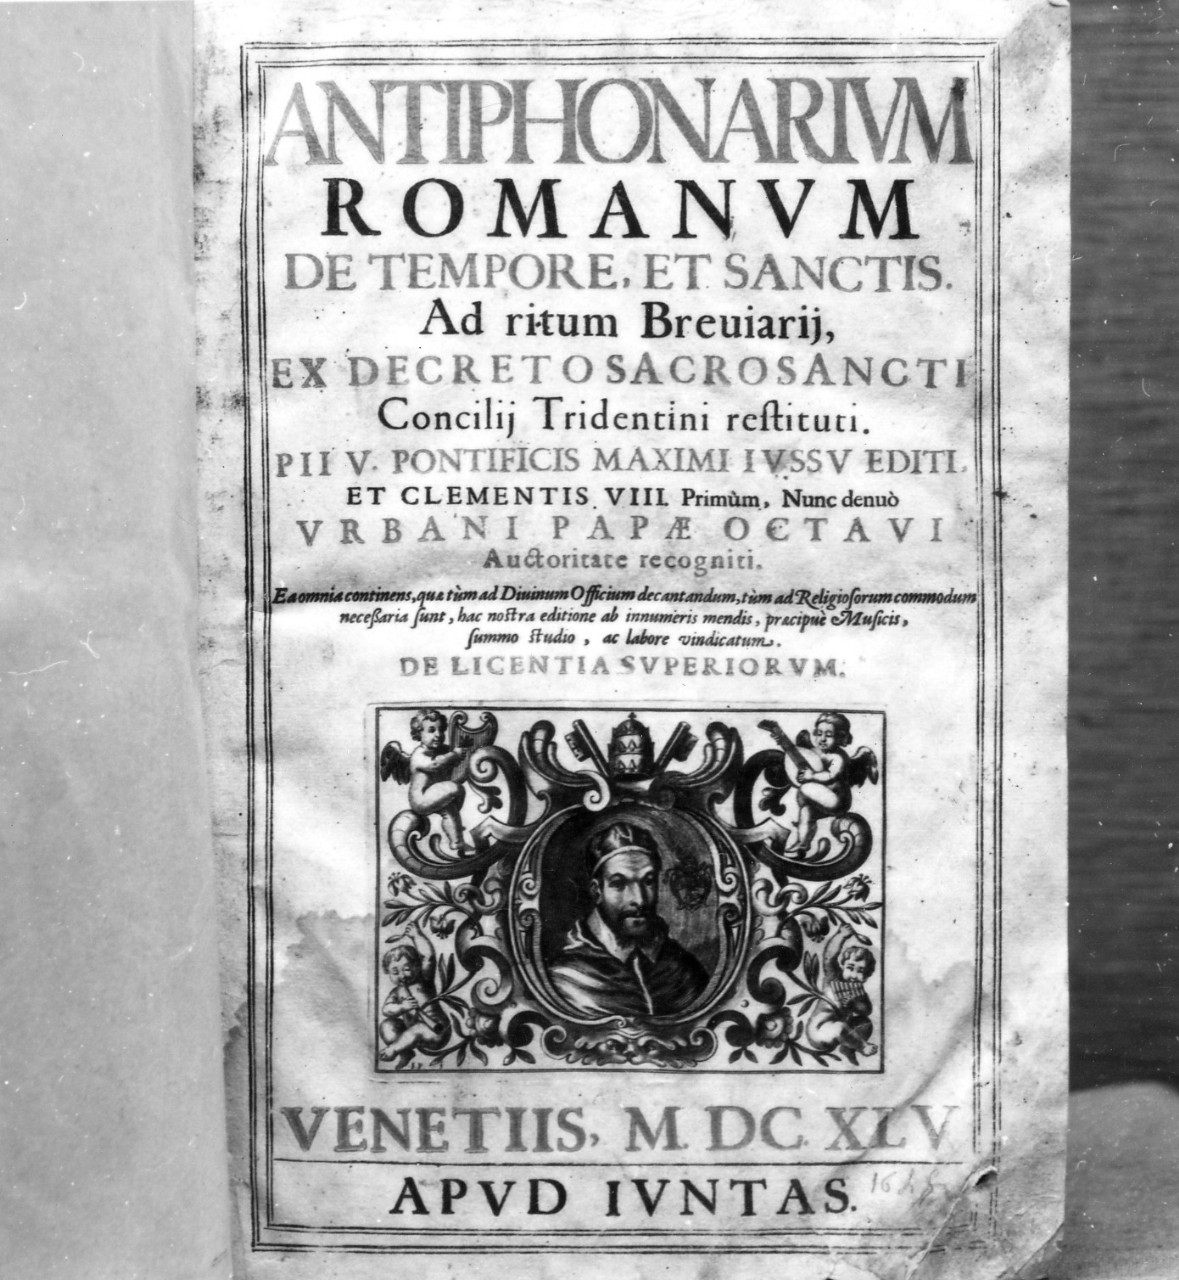 ANTIPHONARIVM
ROMANVM
DE TEMPORE, ET SANCTIS.
Ad ritum Breuiarij,
EX DECRETO SACROSANCTI
Concilij Tridentini reſtituti.
PII V. PONTIFICIS MAXIMI IVSSV EDITI.
ET CLEMENTIS VIII. Primùm, Nunc denuò
VRBANI PAPÆ OCTAVI
Auctoritate recogniti.
Ea omnia continens, quæ tùm ad Diuinum Officium decantandum, tùm ad Religioſorum commodum
neceßaria ſunt, hac noſtra editione ab innumeris mendis, præcipuè Muſicis,
ſummo ſtudio, ac labore vindicatum.
DE LICENTIA SVPERIORVM.
VENETIIS, M. DC. XLV
APVD IVNTAS.
1645